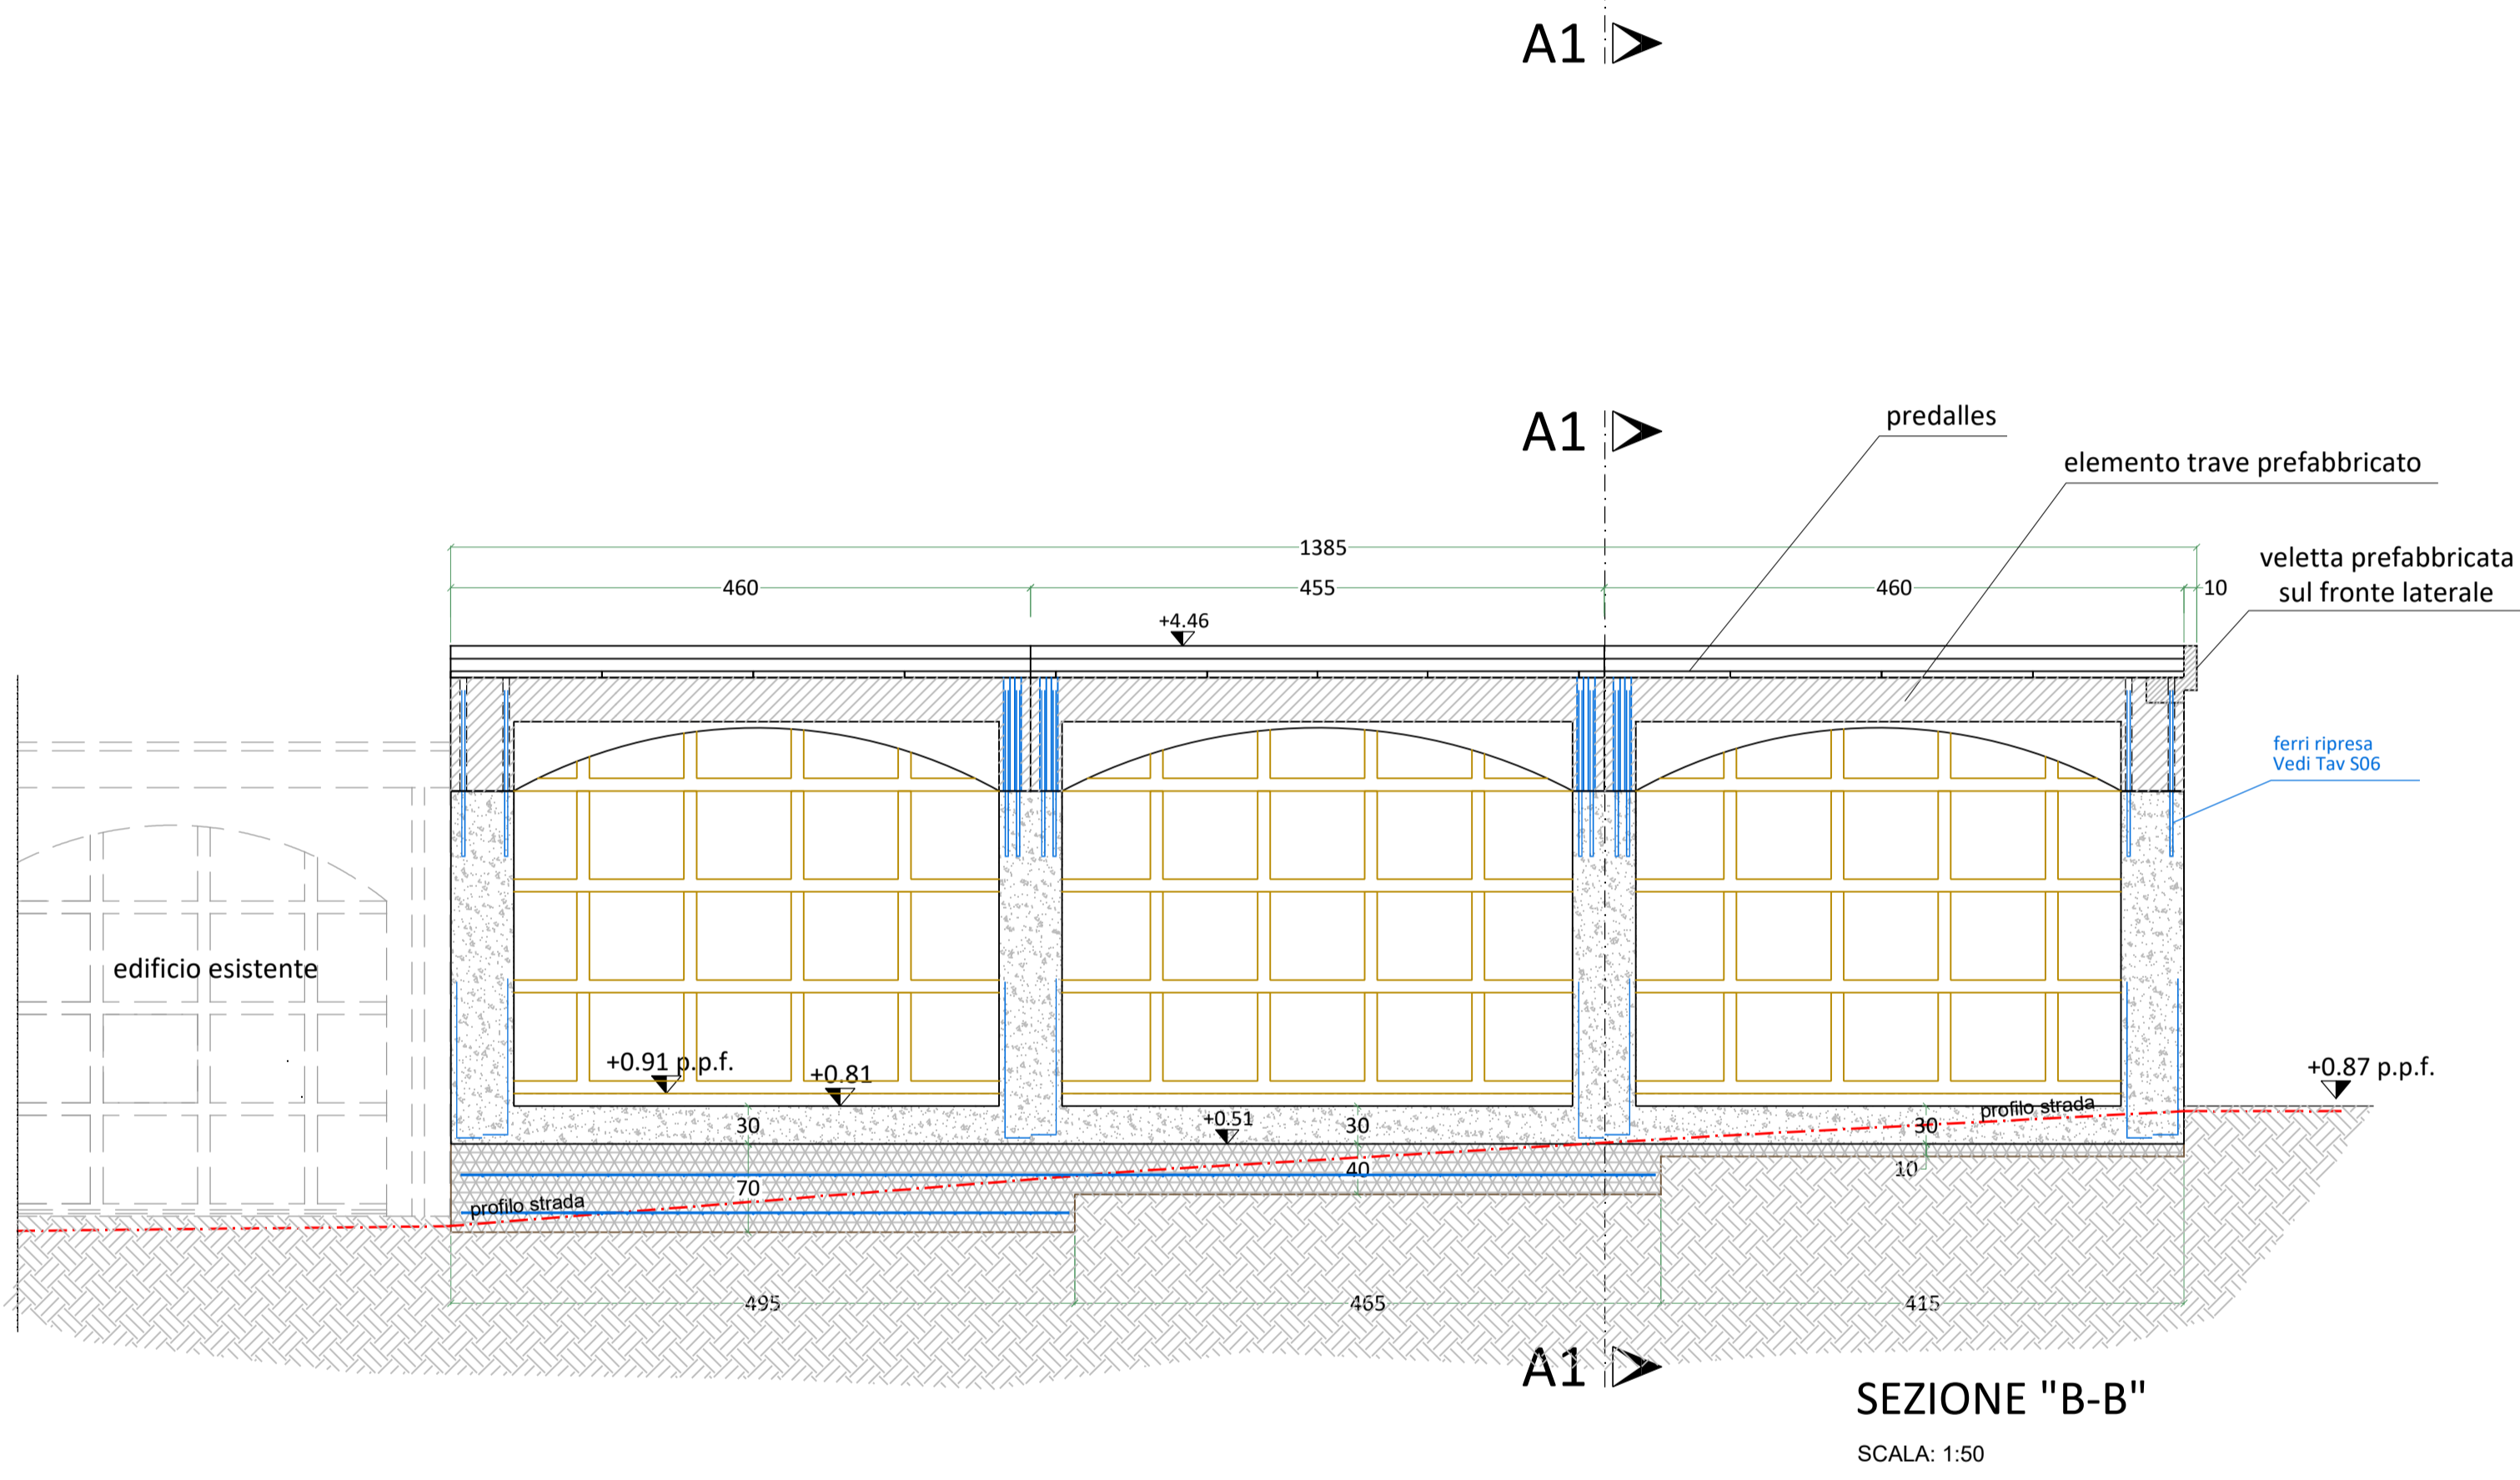 A1
A1
predalles
elemento trave prefabbricato
veletta prefabbricata
sul fronte laterale
1385
460
455
460
10
+4.46
ferri ripresa
Vedi Tav S06
edificio esistente
+0.91 p.p.f.
+0.81
+0.87 p.p.f.
+0.51
30
30
30
profilo strada
40
10
70
profilo strada
495
465
415
A1
SEZIONE "B-B"
SCALA: 1:50